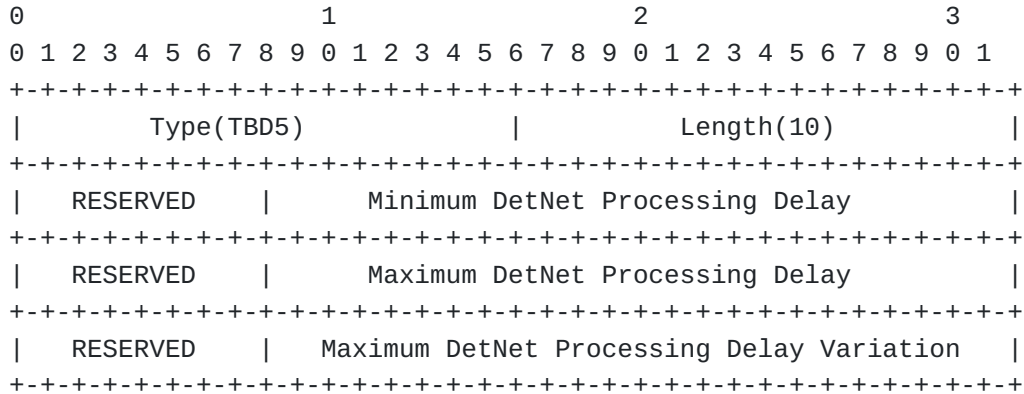 0                   1                   2                   3
0 1 2 3 4 5 6 7 8 9 0 1 2 3 4 5 6 7 8 9 0 1 2 3 4 5 6 7 8 9 0 1
+-+-+-+-+-+-+-+-+-+-+-+-+-+-+-+-+-+-+-+-+-+-+-+-+-+-+-+-+-+-+-+-+
|        Type(TBD5)             |          Length(10)           |
+-+-+-+-+-+-+-+-+-+-+-+-+-+-+-+-+-+-+-+-+-+-+-+-+-+-+-+-+-+-+-+-+
|   RESERVED    |      Minimum DetNet Processing Delay          |
+-+-+-+-+-+-+-+-+-+-+-+-+-+-+-+-+-+-+-+-+-+-+-+-+-+-+-+-+-+-+-+-+
|   RESERVED    |      Maximum DetNet Processing Delay          |
+-+-+-+-+-+-+-+-+-+-+-+-+-+-+-+-+-+-+-+-+-+-+-+-+-+-+-+-+-+-+-+-+
|   RESERVED    |   Maximum DetNet Processing Delay Variation   |
+-+-+-+-+-+-+-+-+-+-+-+-+-+-+-+-+-+-+-+-+-+-+-+-+-+-+-+-+-+-+-+-+